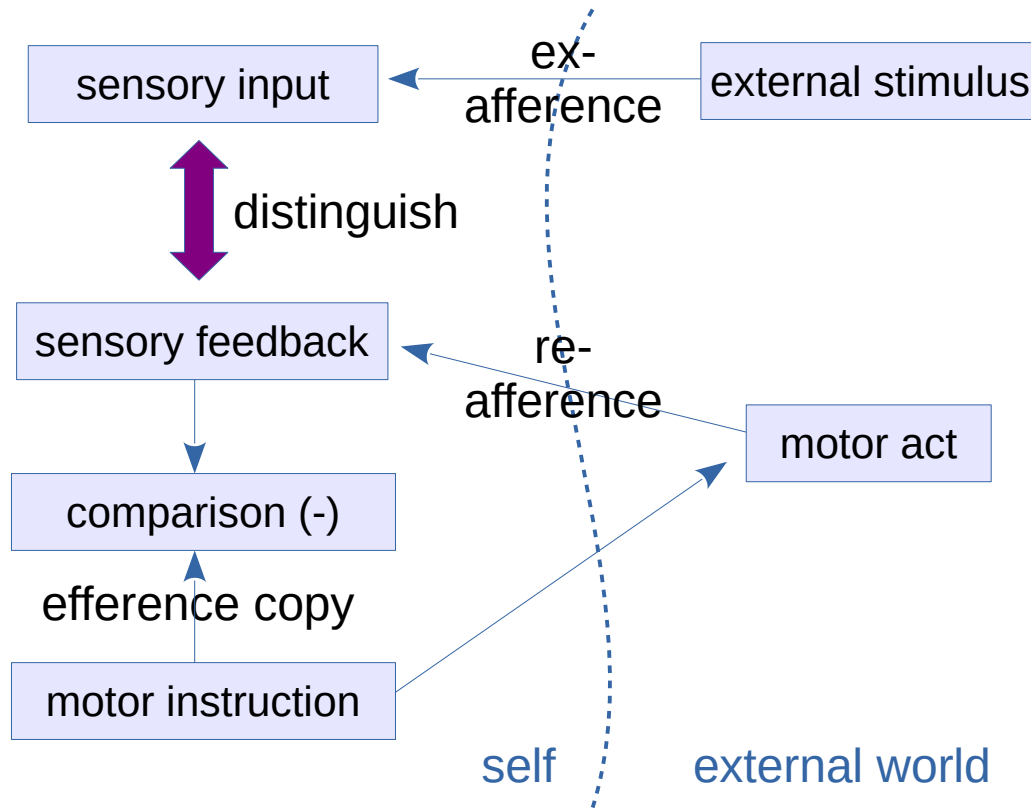 sensory input
ex-
afference
external stimulus
distinguish
sensory feedback
re-
afference
motor act
comparison (-)
efference copy
motor instruction
self
external world